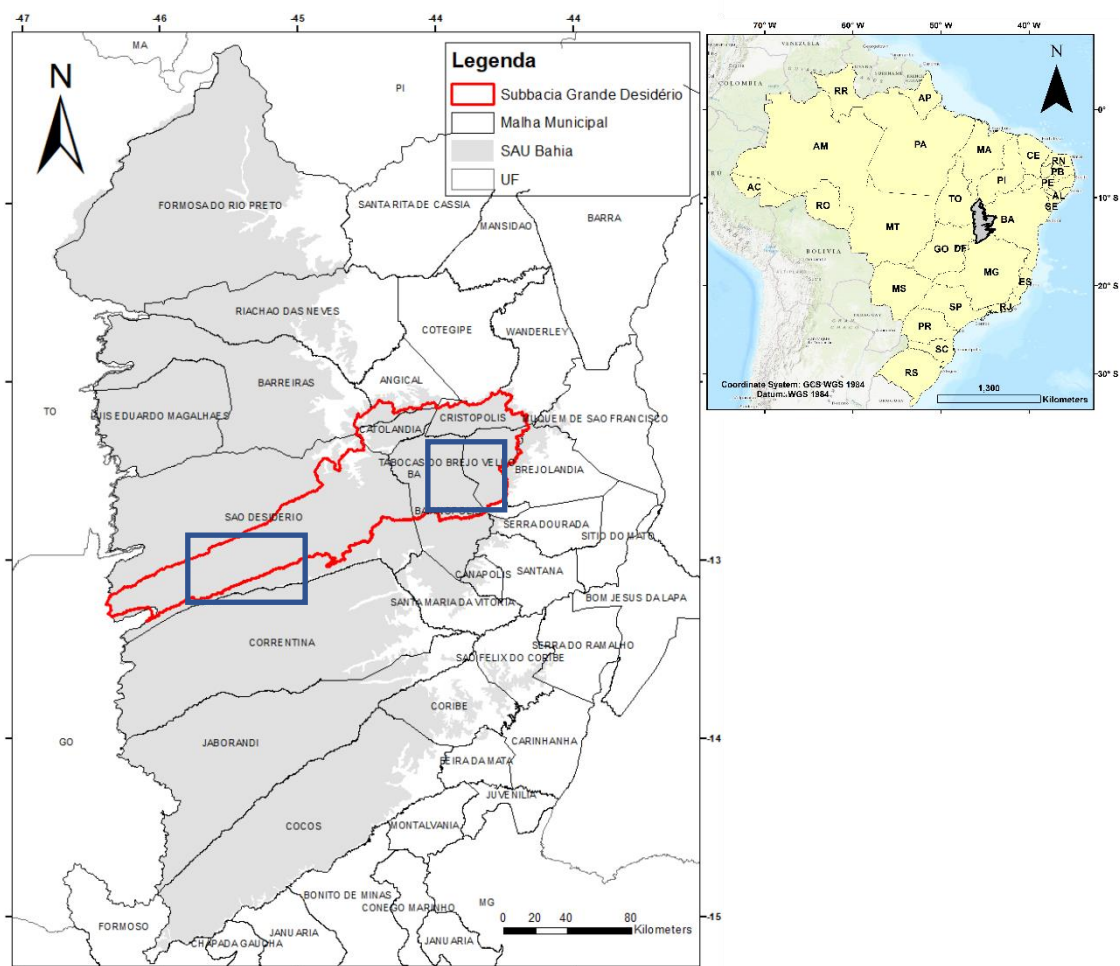 -47
-46
-45
-44
-44
MA
N
PI
Legenda
Subbacia Grande Desidério
Malha Municipal
SAU Bahia
UF
FORMOSA DO RIO PRETO
SANTA RITA DE CASSIA
MANSIDAO
BARRA
RIACHAO DAS NEVES
COTEGIPE
WANDERLEY
BARREIRAS
ANGICAL
TO
LUIS EDUARDO MAGALHAES
CRISTOPOLIS
MUQUEM DE SAO FRANCISCO
CATOLANDIA
TABOCAS DO BREJO VELHO
BA
BREJOLANDIA
SAO DESIDERIO
SERRA DOURADA
SITIO DO MATO
-13
CANAPOLIS
SANTANA
SANTA MARIA DA VITORIA
BOM JESUS DA LAPA
CORRENTINA
SERRA DO RAMALHO
SAO FELIX DO CORIBE
CORIBE
GO
JABORANDI
CARINHANHA
-14
FEIRA DA MATA
JUVENILIA
COCOS
MONTALVANIA
BONITO DE MINAS
CONEGO MARINHO
MG
-15
FORMOSO
JANUARIA
CHAPADA GAUCHA
JANUARIA
0 20 40 80
Kilometers
70° W
60° W
50° W
40° W
N
VENEZUELA
COLOMBIA
RR
AP
0°
AM
PA
MA
CE
RN
PB
PI
PE
AC
AL
TO
SE
10° S
RO
BA
MT
BOLIVIA
GO
DF
MG
MS
ES
20° S
SP
RJ
PR
SC
RS
30° S
Coordinate System: GCS WGS 1984
Datum: WGS 1984
1,300
Kilometers